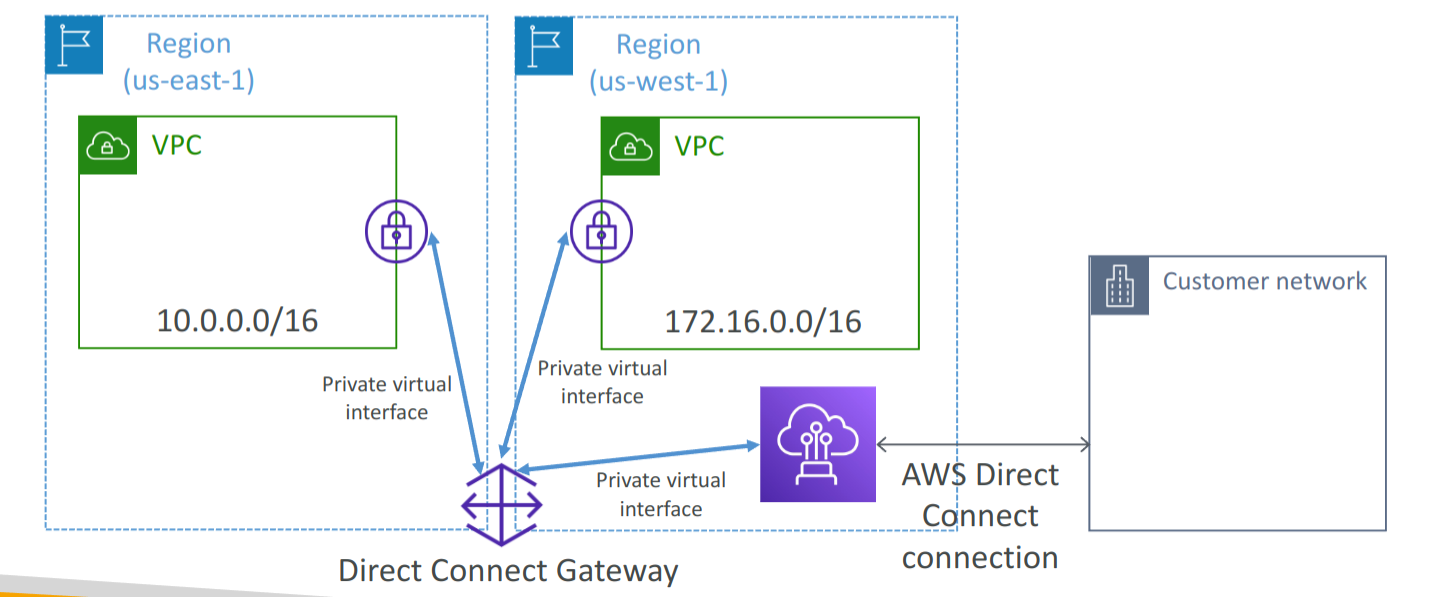 Region
(us-east-1)
VPC
10.0.0.0/16
Private virtual
interface
Region
(us-west-1)
VPC
172.16.0.0/16
Private virtual
interface
Private virtual
interface
Direct Connect Gateway
AWS Direct
Connect
connection
Customer network